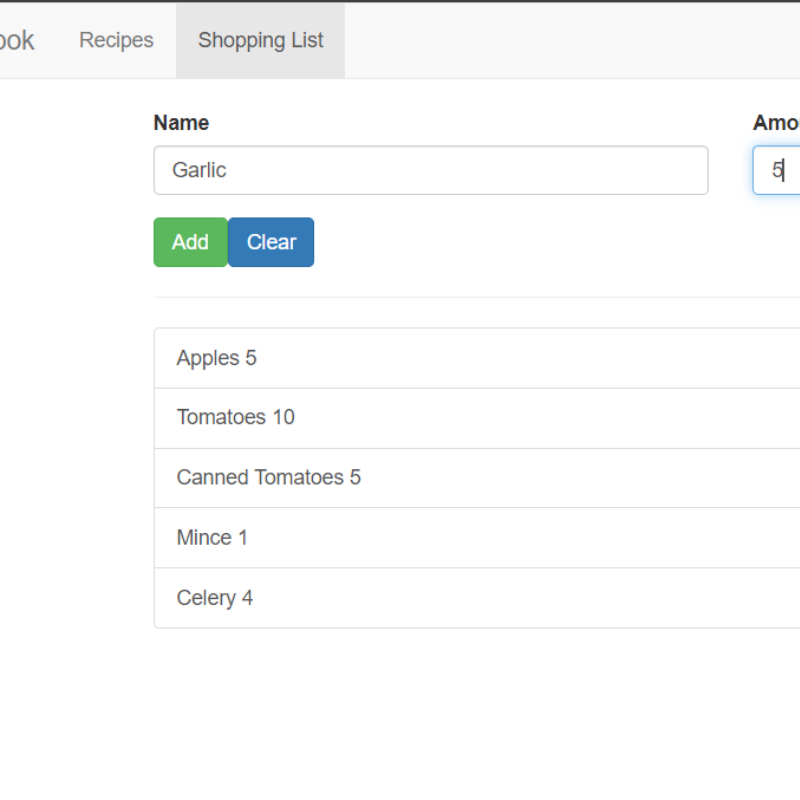 ook Recipes Shopping List
Name Amou
Garlic 5
Add Clear
Apples 5
Tomatoes 10
Canned Tomatoes 5
Mince 1
Celery 4